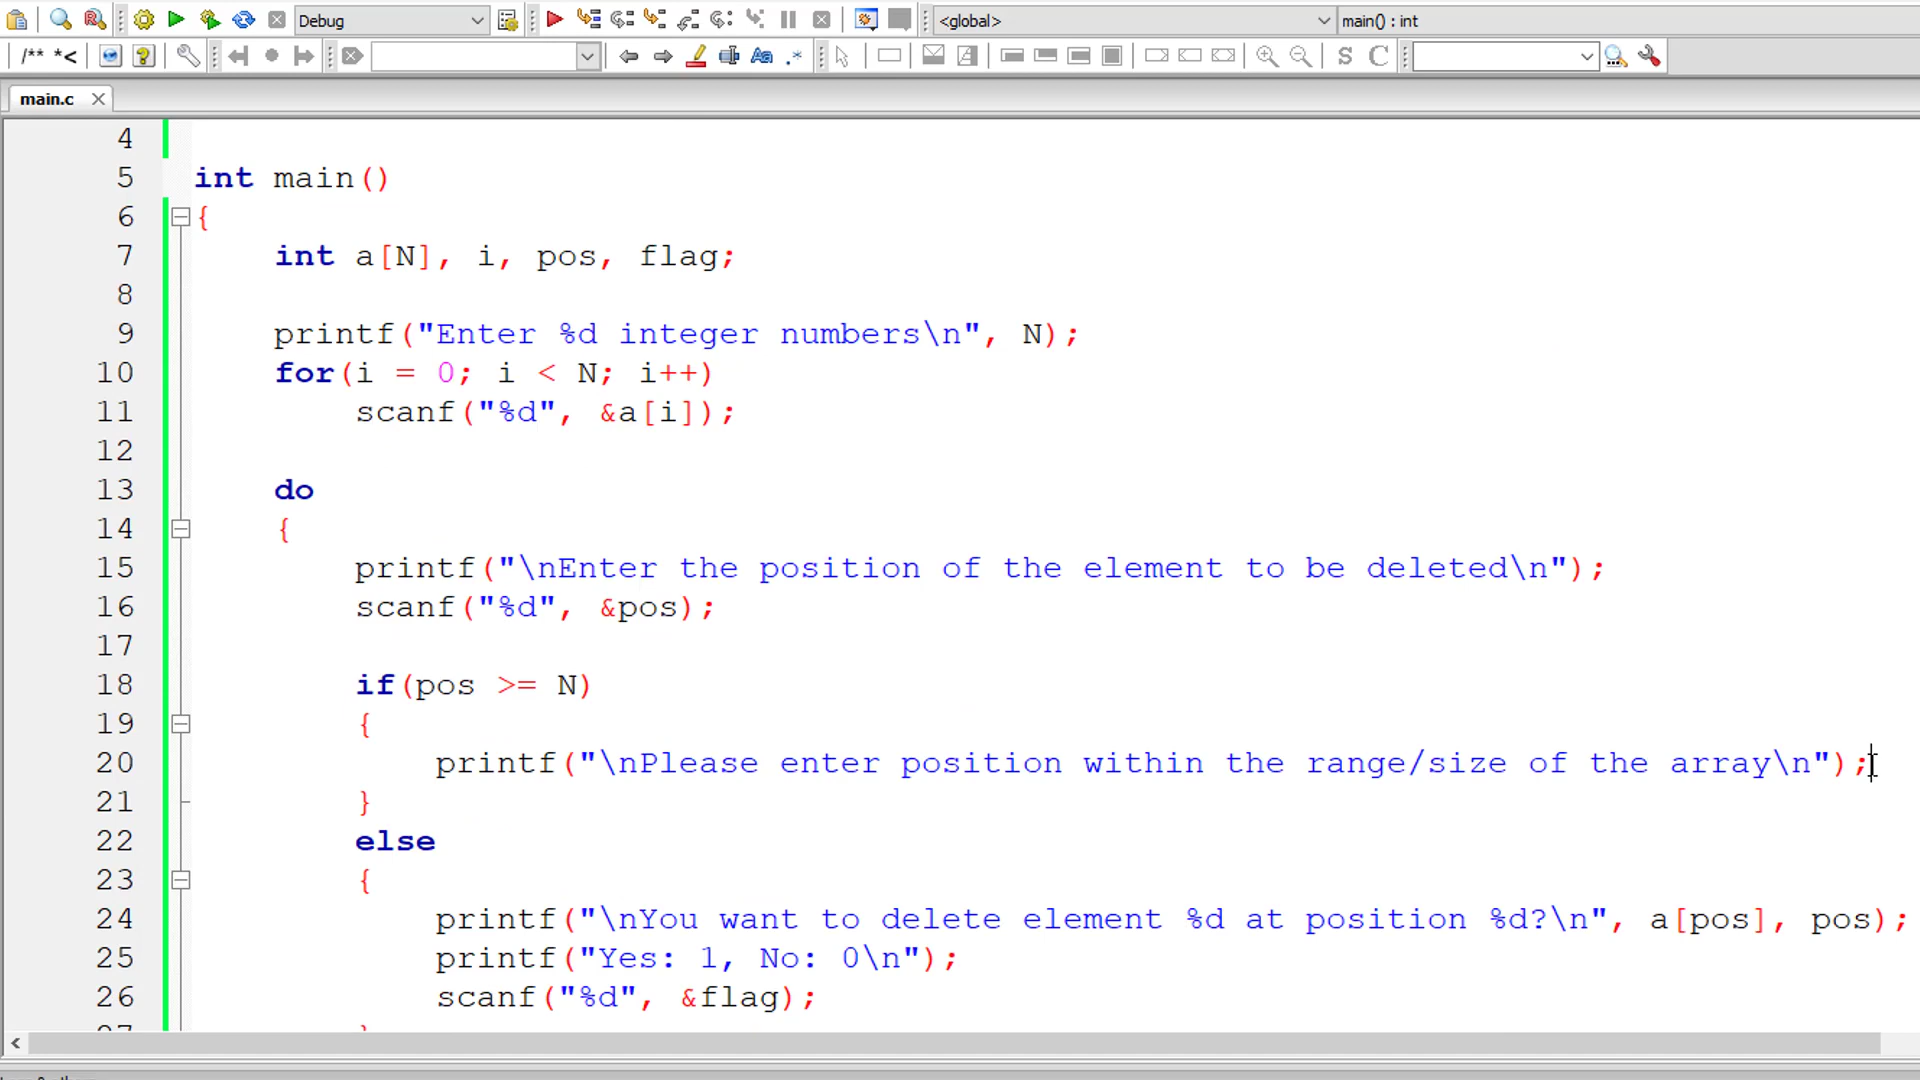 Debug <global> main() : int
/** *< Aa .* S C
main.c
4
5 int main()
6 {
7 int a[N], i, pos, flag;
8
9 printf("Enter %d integer numbers\n", N);
10 for(i = 0; i < N; i++)
11 scanf("%d", &a[i]);
12
13 do
14 {
15 printf("\nEnter the position of the element to be deleted\n");
16 scanf("%d", &pos);
17
18 if(pos >= N)
19 {
20 printf("\nPlease enter position within the range/size of the array\n");
21 }
22 else
23 {
24 printf("\nYou want to delete element %d at position %d?\n", a[pos], pos);
25 printf("Yes: 1, No: 0\n");
26 scanf("%d", &flag);